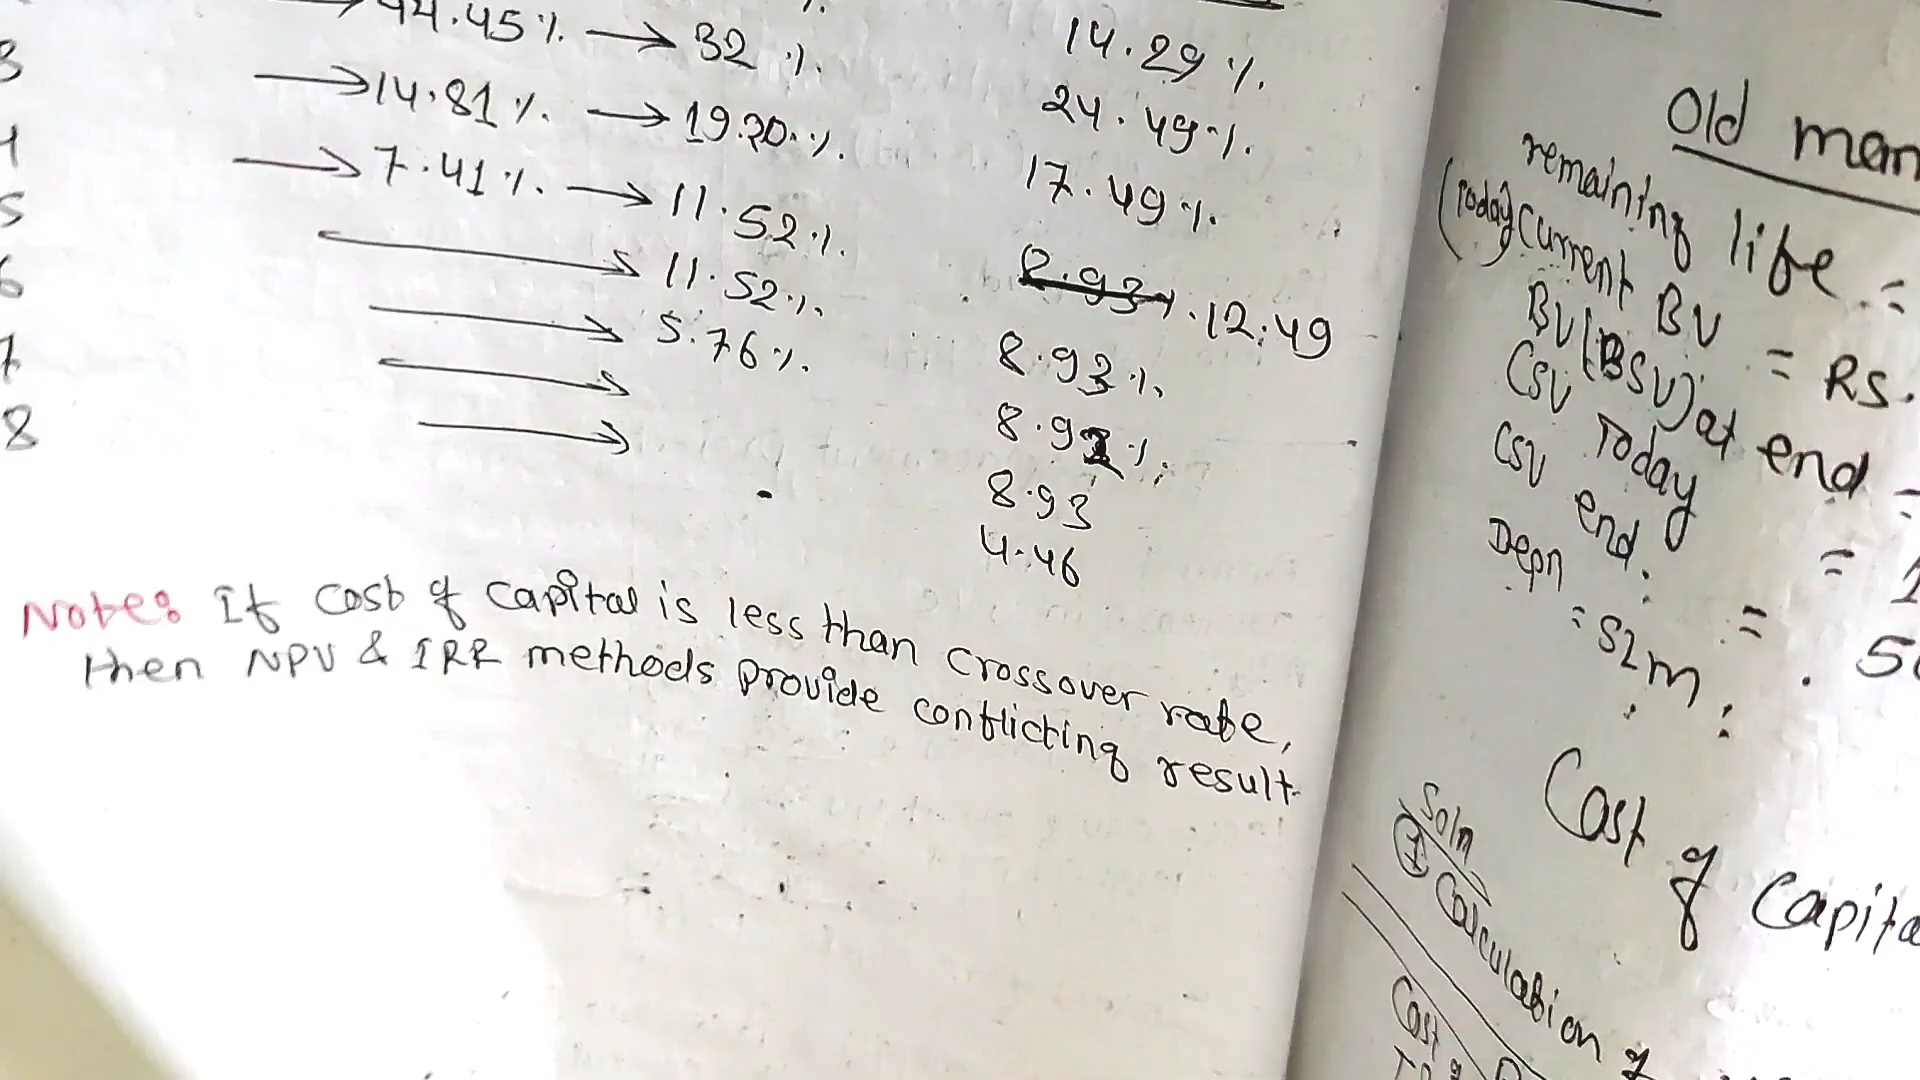 44.45% → 32% 14.29%
3 → 14.81% → 19.20% 24.49%
4 → 7.41% → 11.52% 17.49%
5 → 11.52% 8.93% 12.49
6 → 5.76% 8.93%
7 → 8.93%
8 → 8.93
4.46
Note: If cost of capital is less than crossover rate,
then NPV & IRR methods provide conflicting result.
Old
remaining life =
(Today) Current BV = RS.
BV (BSV) at end =
CSV Today = 1
CSV end: =
Depn : SLM :
Cost of Capita
Soln
① Calculation of
Cost